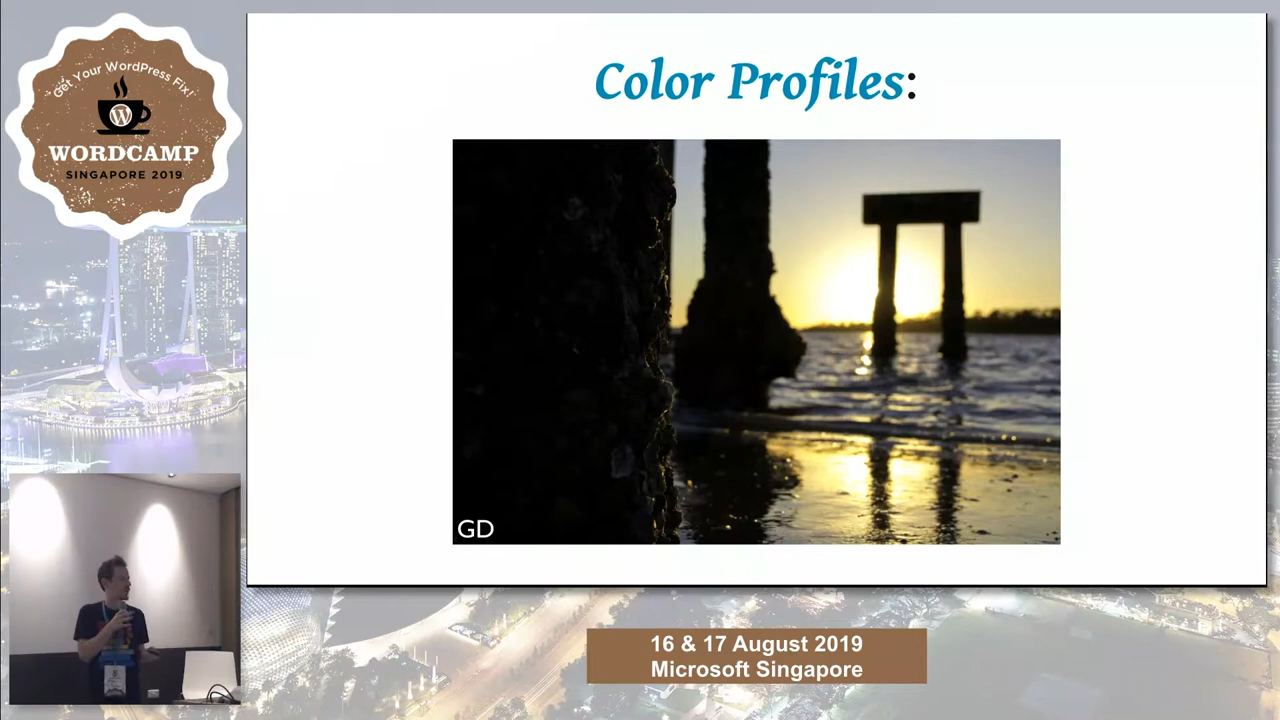 Get Your WordPress Fix!
WORDCAMP
SINGAPORE 2019
Color Profiles:
GD
16 & 17 August 2019
Microsoft Singapore